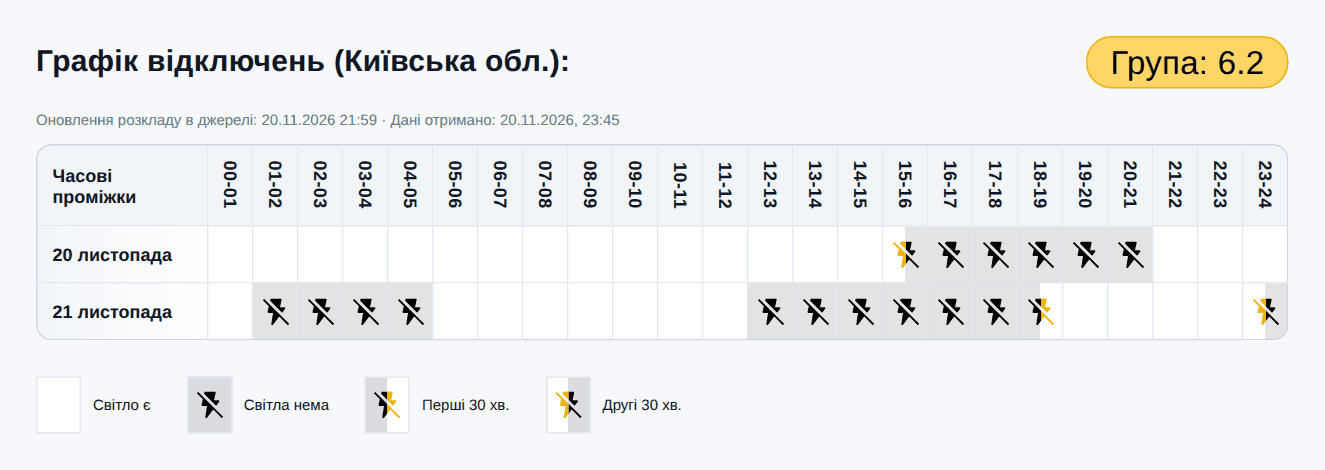 Графік відключень (Київська обл.):
Група: 6.2
Оновлення розкладу в джерелі: 20.11.2026 21:59 · Дані отримано: 20.11.2026, 23:45
Часові
проміжки
00-01
01-02
02-03
03-04
04-05
05-06
06-07
07-08
08-09
09-10
10-11
11-12
12-13
13-14
14-15
15-16
16-17
17-18
18-19
19-20
20-21
21-22
22-23
23-24
20 листопада
21 листопада
Світло є
Світла нема
Перші 30 хв.
Другі 30 хв.